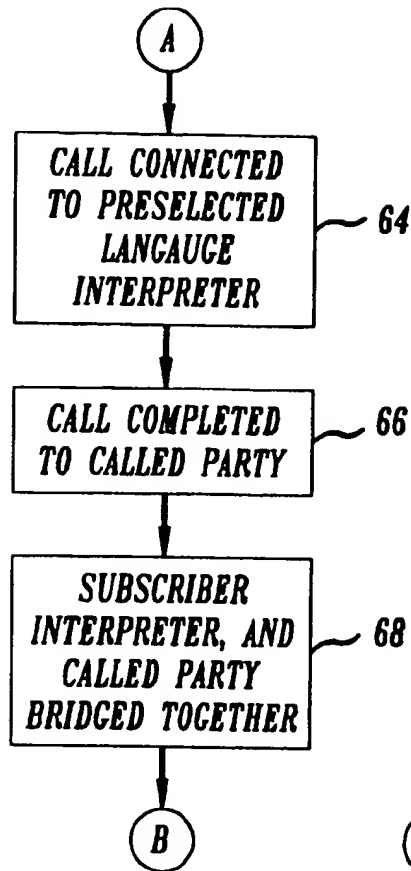 A
CALL CONNECTED
TO PRESELECTED
LANGAUGE
INTERPRETER
64
CALL COMPLETED
TO CALLED PARTY
66
SUBSCRIBER
INTERPRETER, AND
CALLED PARTY
BRIDGED TOGETHER
68
B